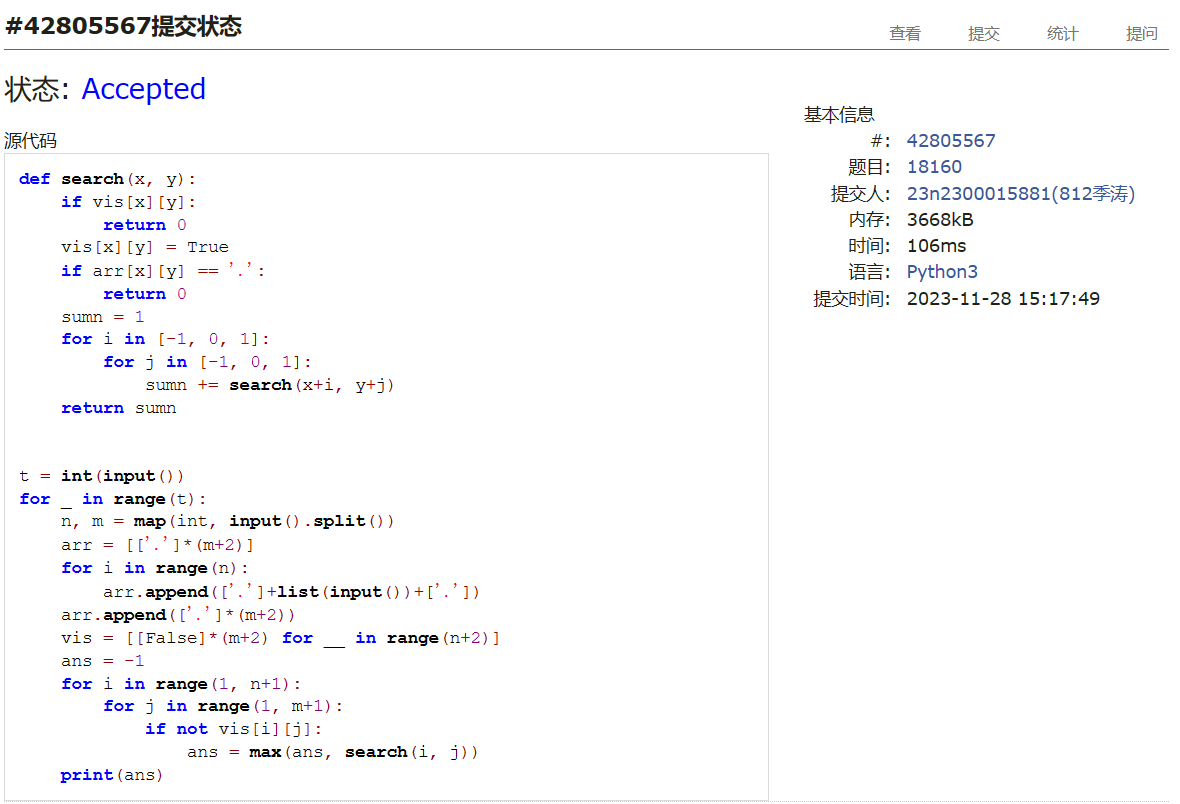 #42805567提交状态
查看 提交 统计 提问
状态: Accepted
源代码
def search(x, y):
    if vis[x][y]:
        return 0
    vis[x][y] = True
    if arr[x][y] == '.':
        return 0
    sumn = 1
    for i in [-1, 0, 1]:
        for j in [-1, 0, 1]:
            sumn += search(x+i, y+j)
    return sumn
t = int(input())
for _ in range(t):
    n, m = map(int, input().split())
    arr = [['.']*(m+2)]
    for i in range(n):
        arr.append(['.']+list(input())+['.'])
    arr.append(['.']*(m+2))
    vis = [[False]*(m+2) for __ in range(n+2)]
    ans = -1
    for i in range(1, n+1):
        for j in range(1, m+1):
            if not vis[i][j]:
                ans = max(ans, search(i, j))
    print(ans)
基本信息
#: 42805567
题目: 18160
提交人: 23n2300015881(812季涛)
内存: 3668kB
时间: 106ms
语言: Python3
提交时间: 2023-11-28 15:17:49